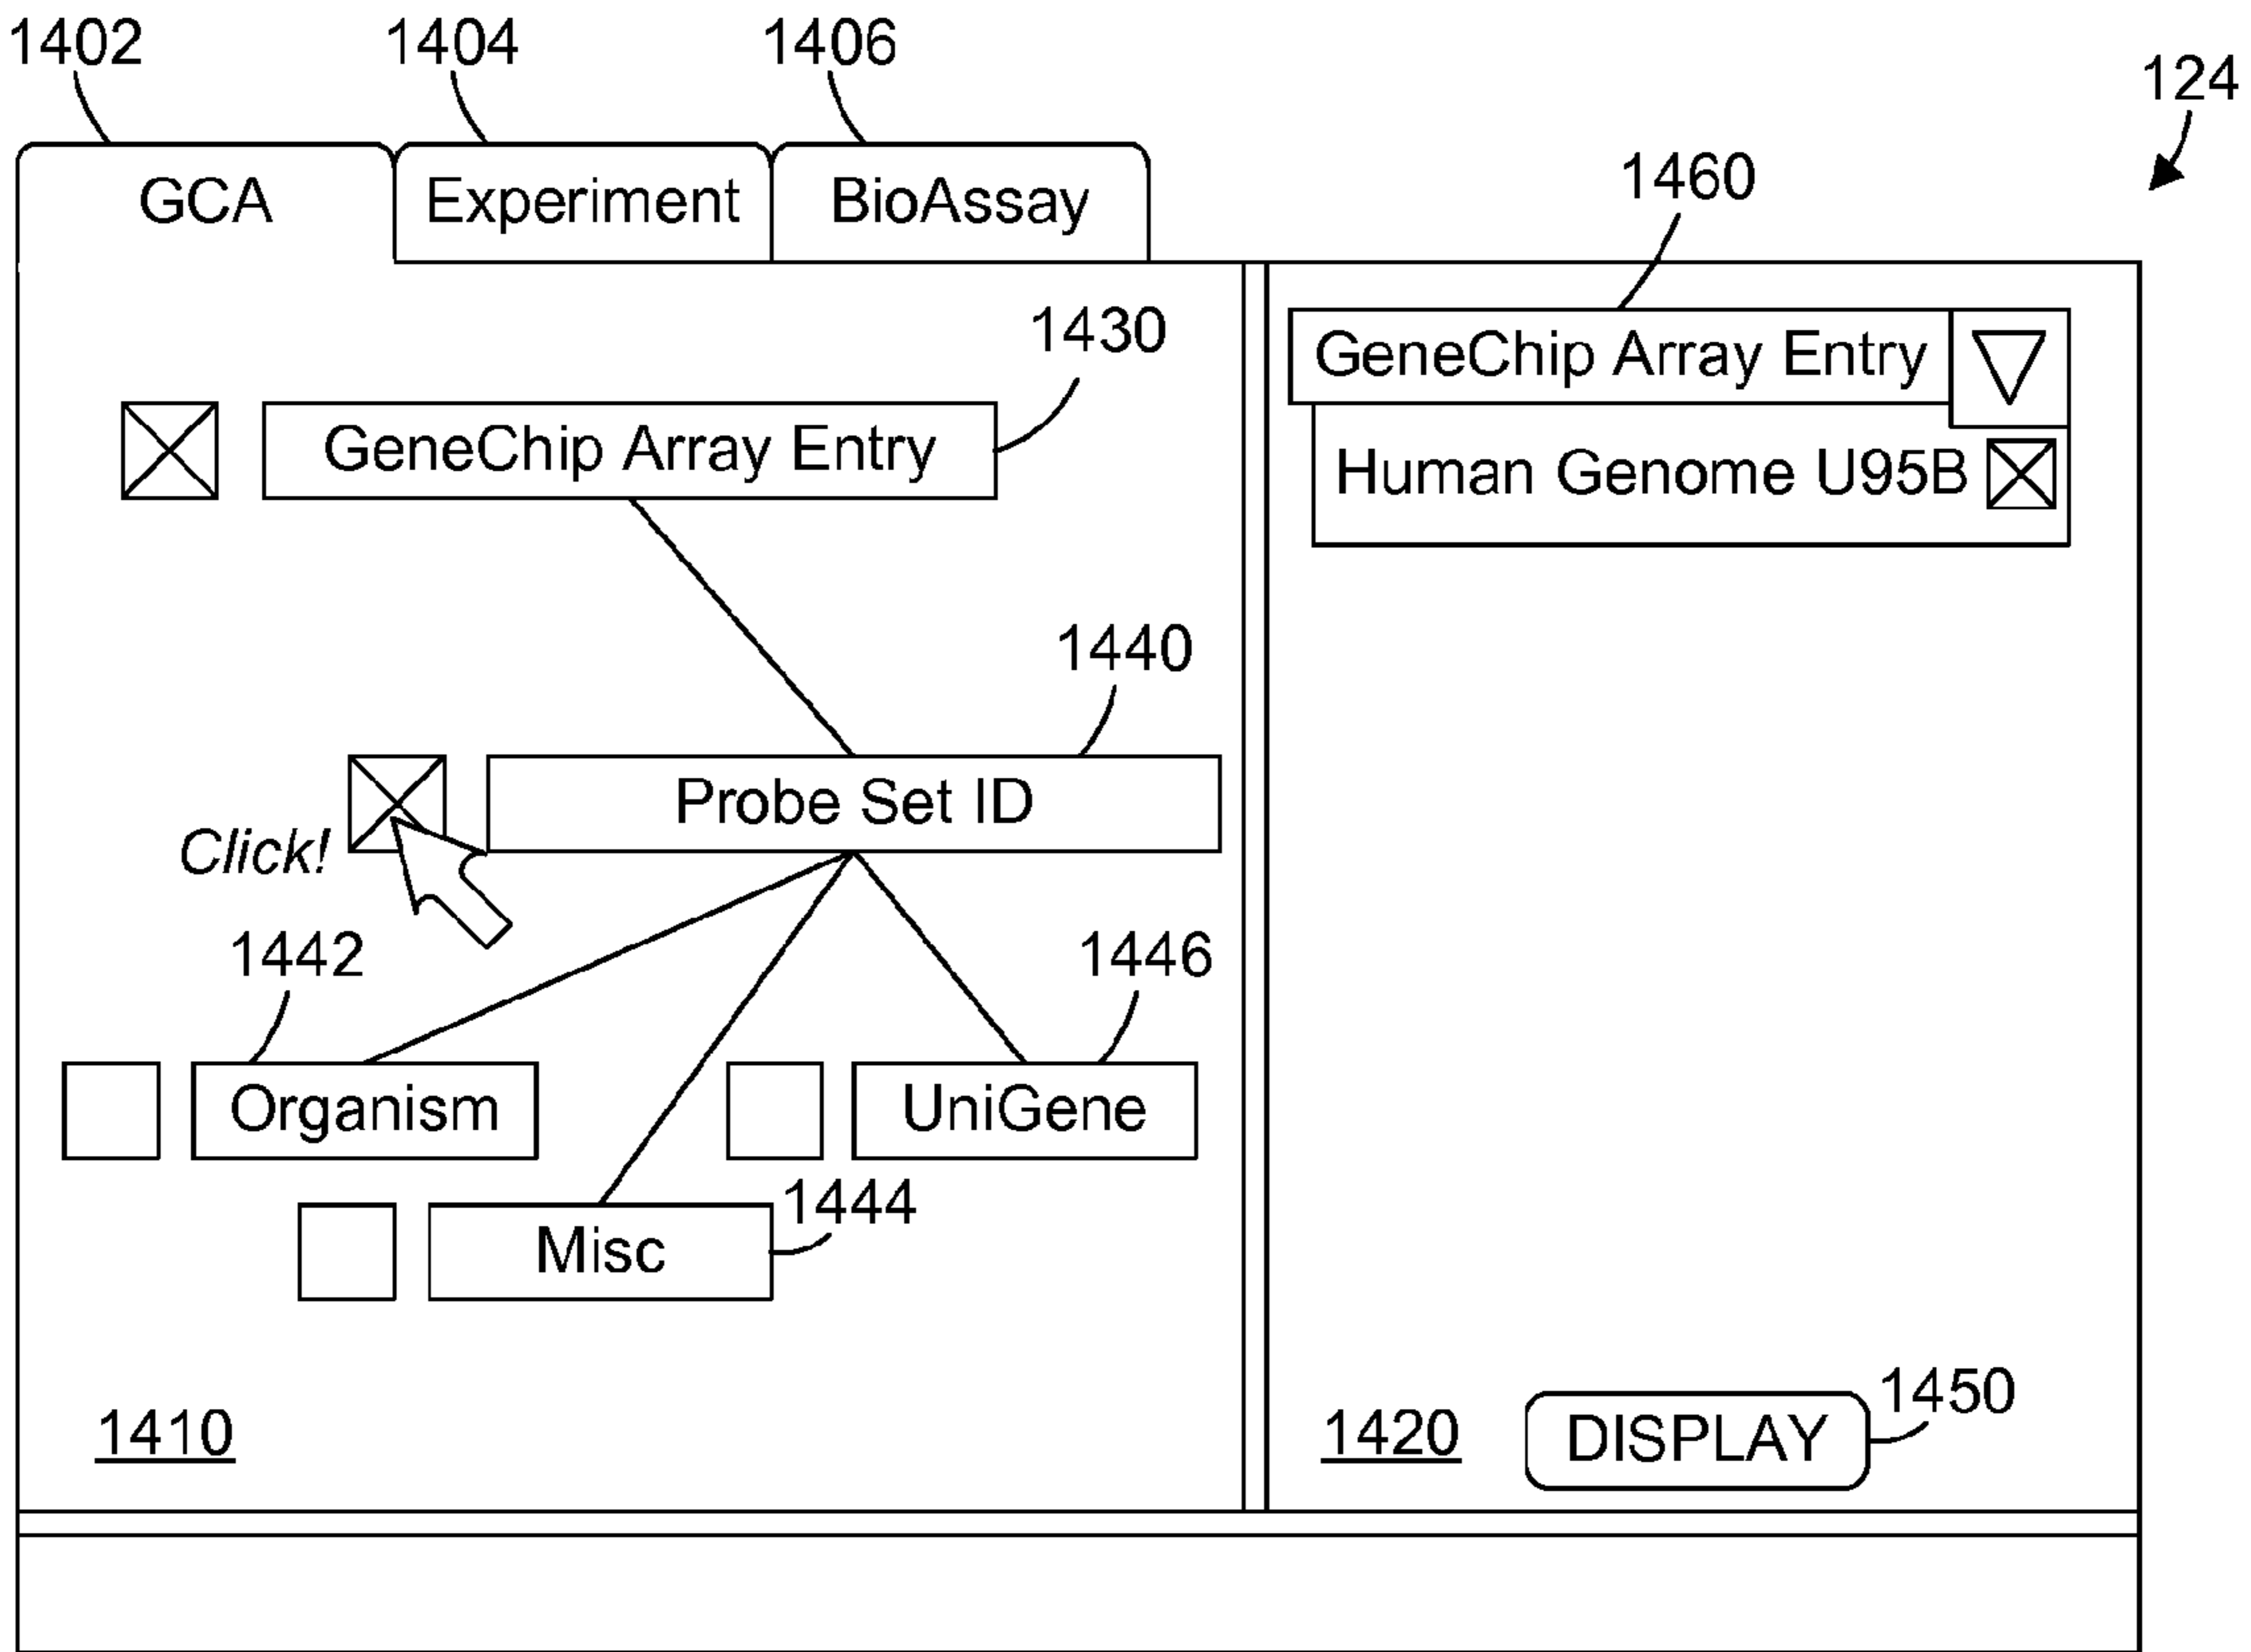 1402
1404
1406
124
GCA
Experiment
BioAssay
1460
1430
GeneChip Array Entry
GeneChip Array Entry
Human Genome U95B
1440
Probe Set ID
Click!
1442
1446
Organism
UniGene
1444
Misc
1450
1410
1420
DISPLAY